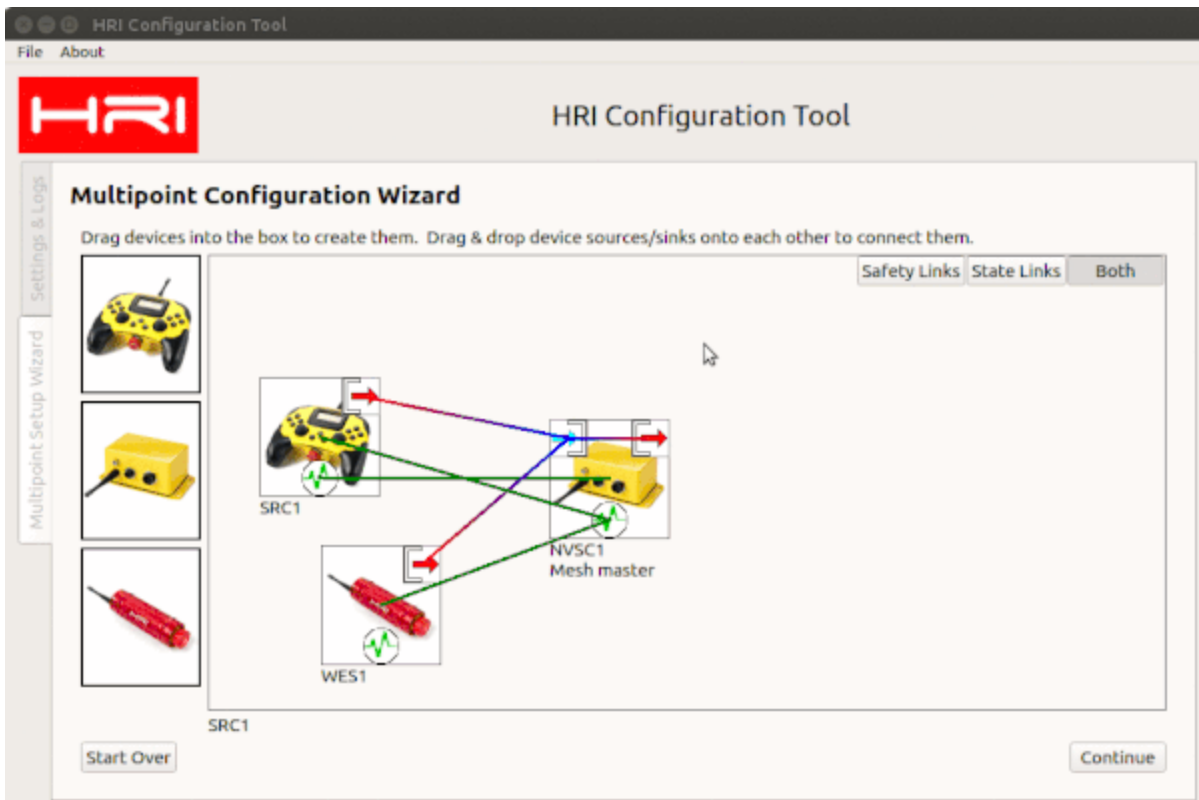 HRI Configuration Tool
File About
HRI
HRI Configuration Tool
Settings & Logs
Multipoint Setup Wizard
Multipoint Configuration Wizard
Drag devices into the box to create them. Drag & drop device sources/sinks onto each other to connect them.
Safety Links State Links Both
SRC1
NVSC1
Mesh master
WES1
SRC1
Start Over
Continue